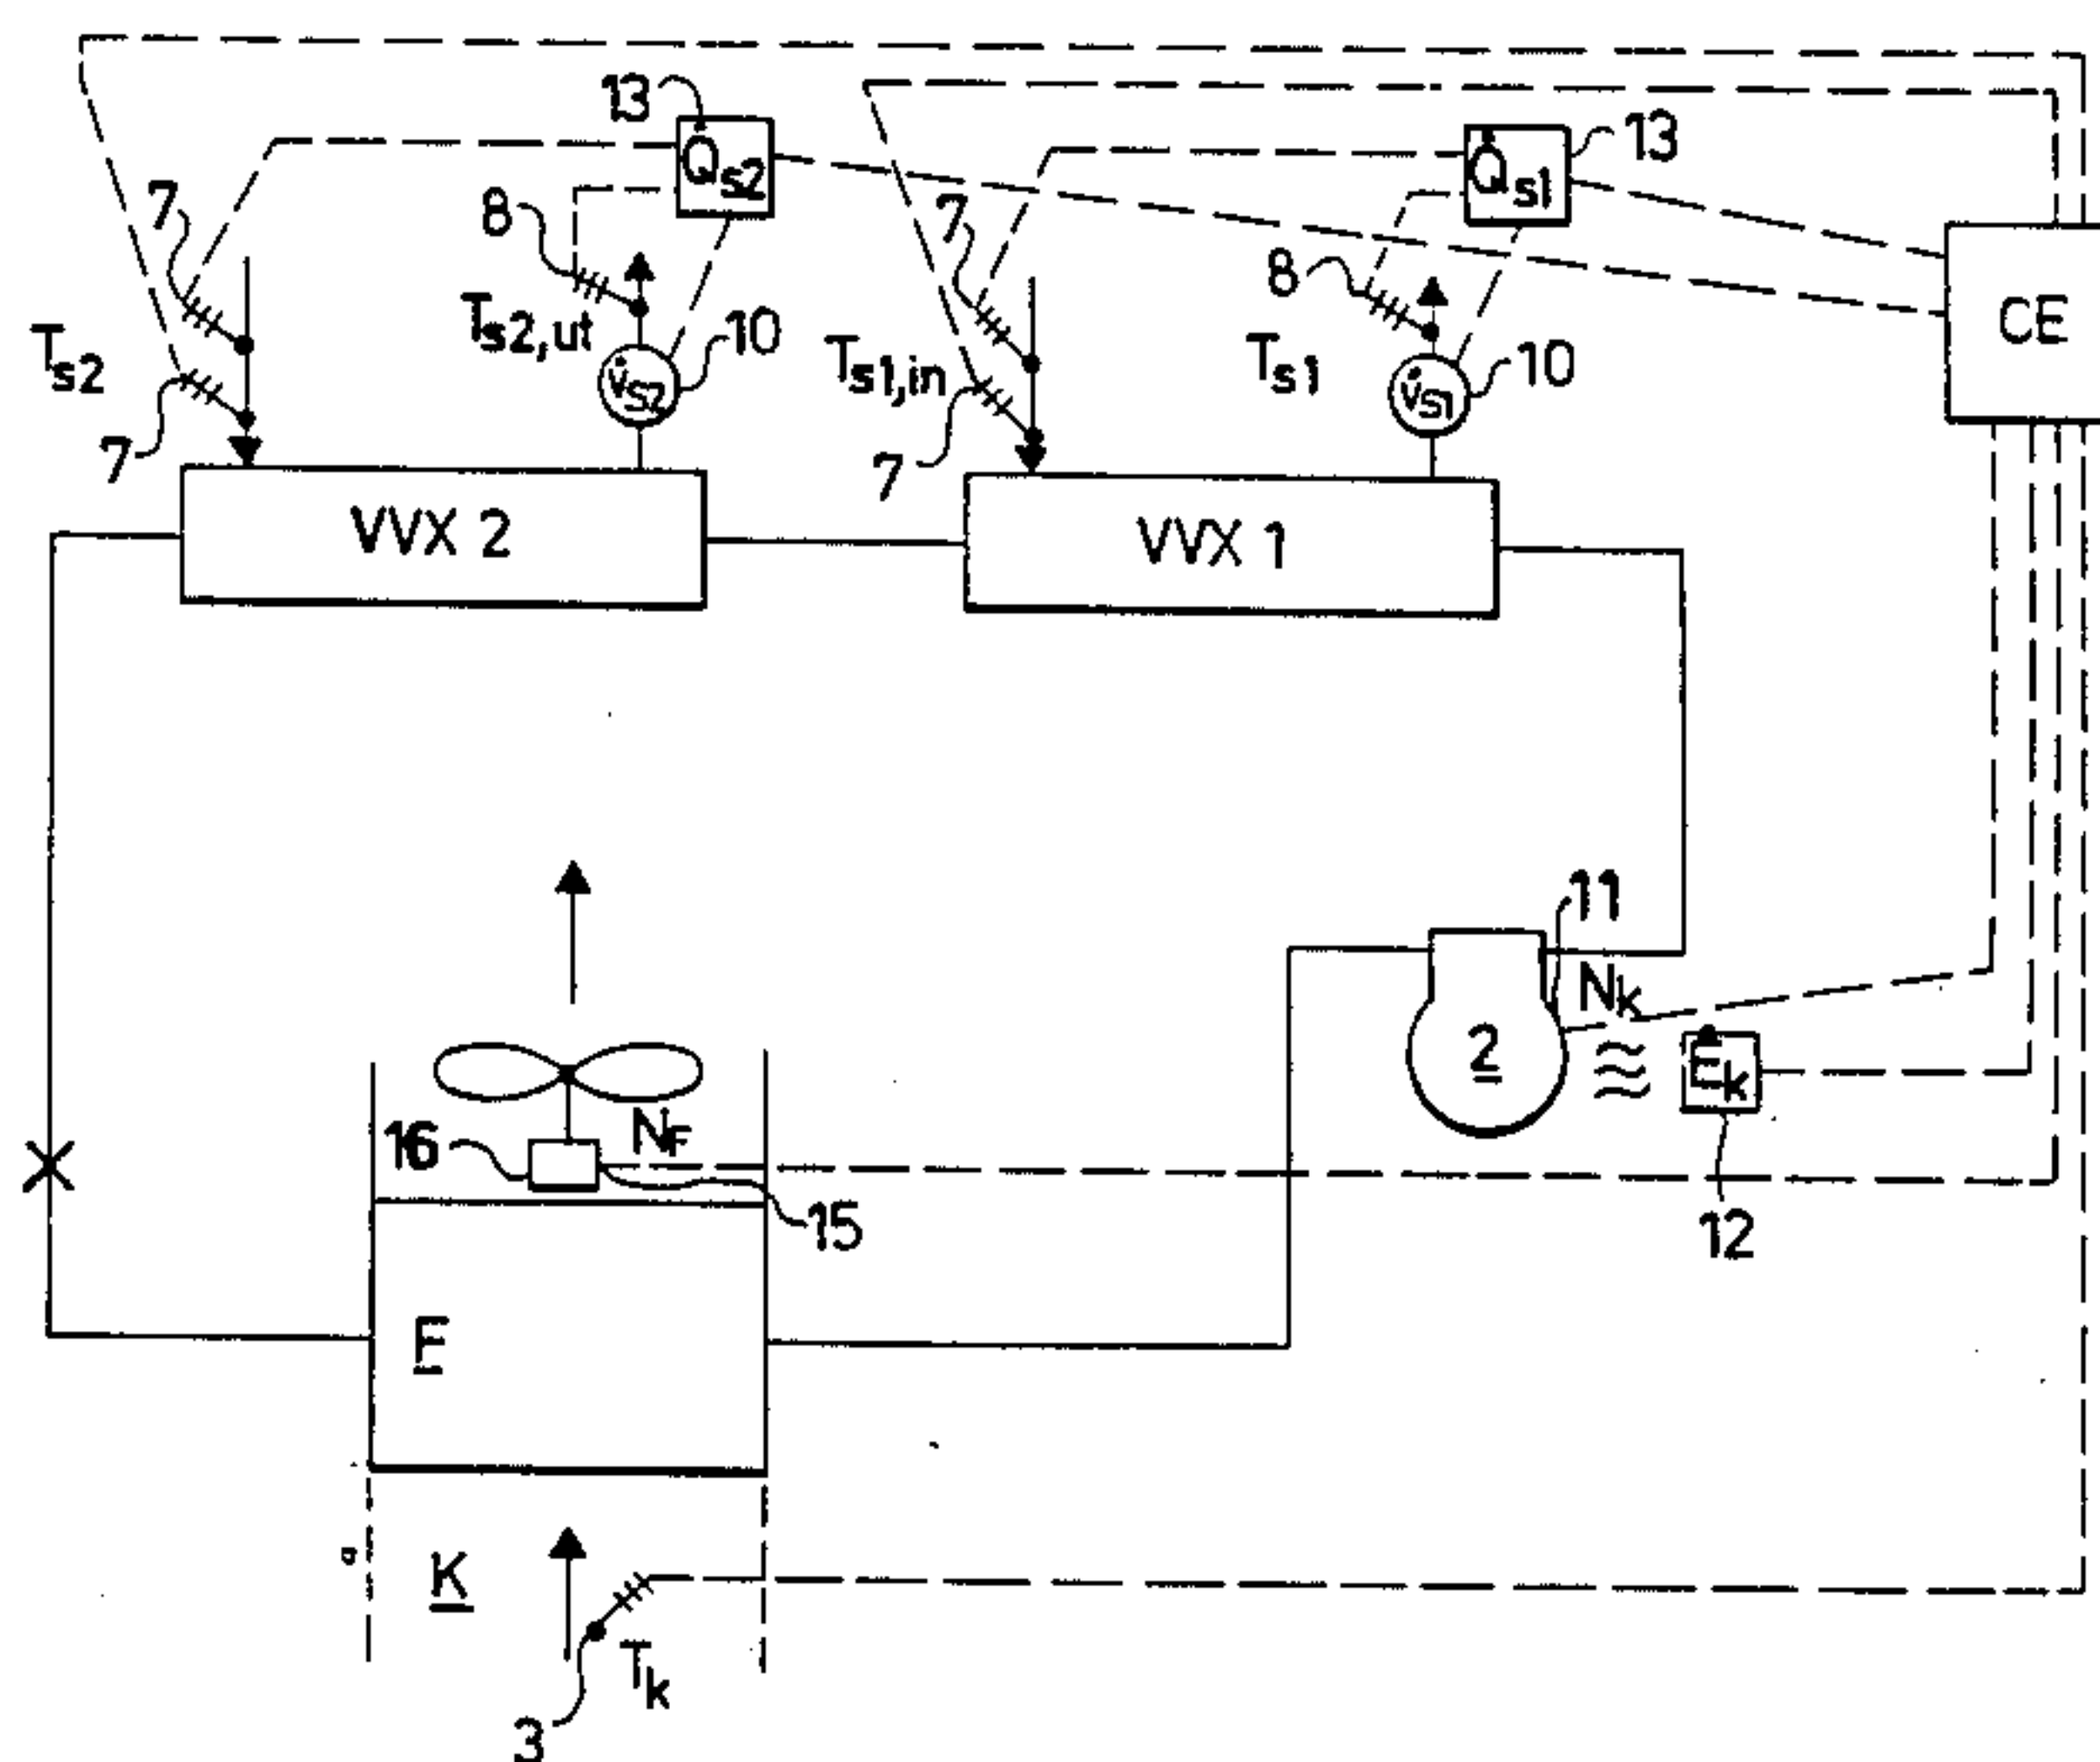 13
Q̇s2
13
Q̇s1
7
8
7
8
CE
Ts2
Ts2,ut
v̇s2
10
Ts1,in
Ts1
v̇s1
10
7
7
VVX 2
VVX 1
11
Nk
2
Ėk
16
NF
15
12
E
K
Tk
3